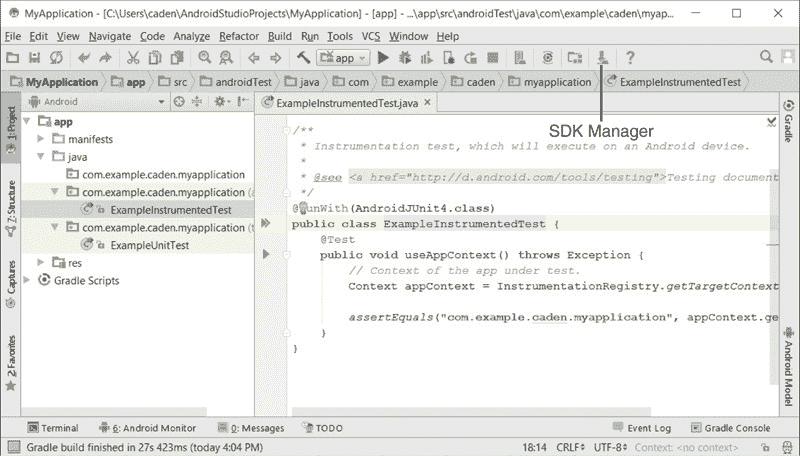 MyApplication - [C:\Users\caden\AndroidStudioProjects\MyApplication] - [app] - ...\app\src\androidTest\java\com\example\caden\myap...
File Edit View Navigate Code Analyze Refactor Build Run Tools VCS Window Help
app
MyApplication app src androidTest java com example caden myapplication ExampleInstrumentedTest
Android
ExampleInstrumentedTest.java
SDK Manager
1: Project
Z: Structure
Captures
2: Favorites
app
manifests
java
com.example.caden.myapplication
com.example.caden.myapplication (a
ExampleInstrumentedTest
com.example.caden.myapplication (t
ExampleUnitTest
res
Gradle Scripts
/**
* Instrumentation test, which will execute on an Android device.
*
* @see <a href="http://d.android.com/tools/testing">Testing document
*/
unWith(AndroidJUnit4.class)
public class ExampleInstrumentedTest {
@Test
public void useAppContext() throws Exception {
// Context of the app under test.
Context appContext = InstrumentationRegistry.getTargetContext
assertEquals("com.example.caden.myapplication", appContext.ge
}
}
Gradle
Android Model
Terminal 6: Android Monitor 0: Messages TODO Event Log Gradle Console
Gradle build finished in 27s 423ms (today 4:04 PM) 18:14 CRLF UTF-8 Context: <no context>